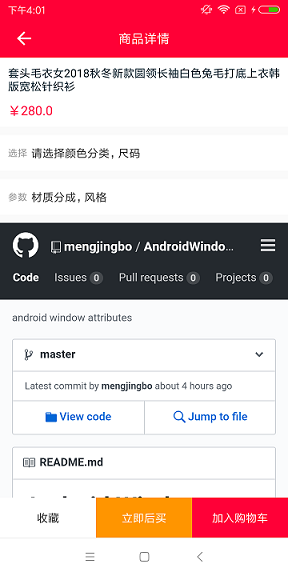 下午4:01
商品详情
套头毛衣女2018秋冬新款圆领长袖白色兔毛打底上衣韩
版宽松针织衫
￥280.0
选择 请选择颜色分类，尺码
参数 材质分成，风格
mengjingbo / AndroidWindo...
Code Issues 0 Pull requests 0 Projects 0
android window attributes
master
Latest commit by mengjingbo about 4 hours ago
View code Jump to file
README.md
收藏 立即后买 加入购物车